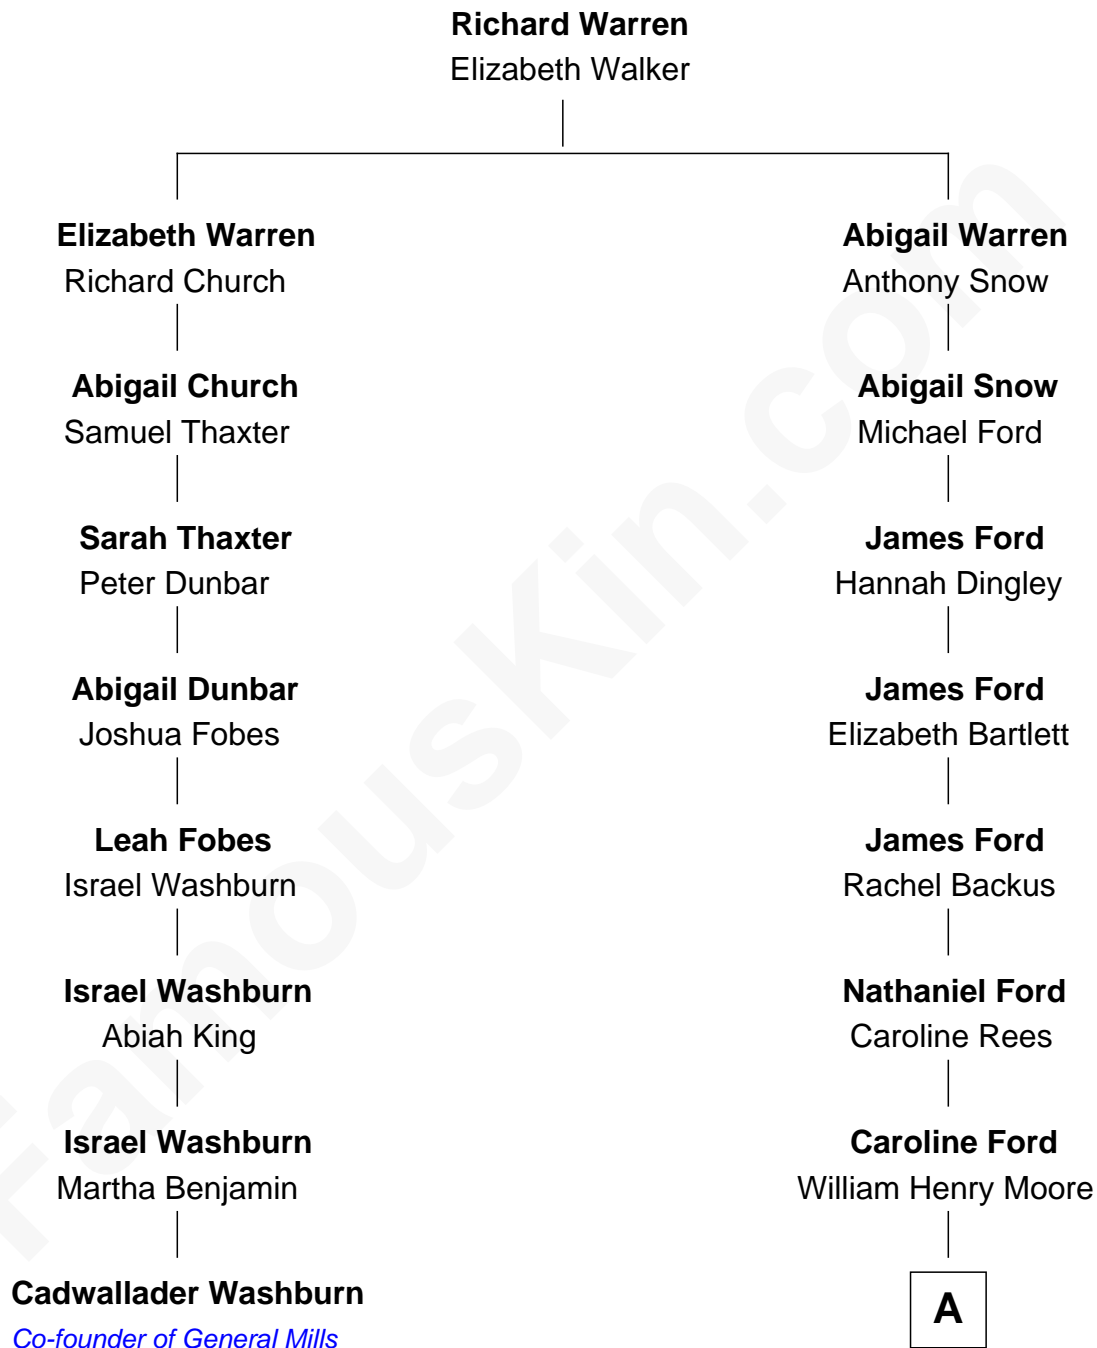 Richard Warren
Elizabeth Walker
Elizabeth Warren
Richard Church
Abigail Church
Samuel Thaxter
Sarah Thaxter
Peter Dunbar
Abigail Dunbar
Joshua Fobes
Leah Fobes
Israel Washburn
Israel Washburn
Abiah King
Israel Washburn
Martha Benjamin
Cadwallader Washburn
Co-founder of General Mills
Abigail Warren
Anthony Snow
Abigail Snow
Michael Ford
James Ford
Hannah Dingley
James Ford
Elizabeth Bartlett
James Ford
Rachel Backus
Nathaniel Ford
Caroline Rees
Caroline Ford
William Henry Moore
A
FamousKin.com